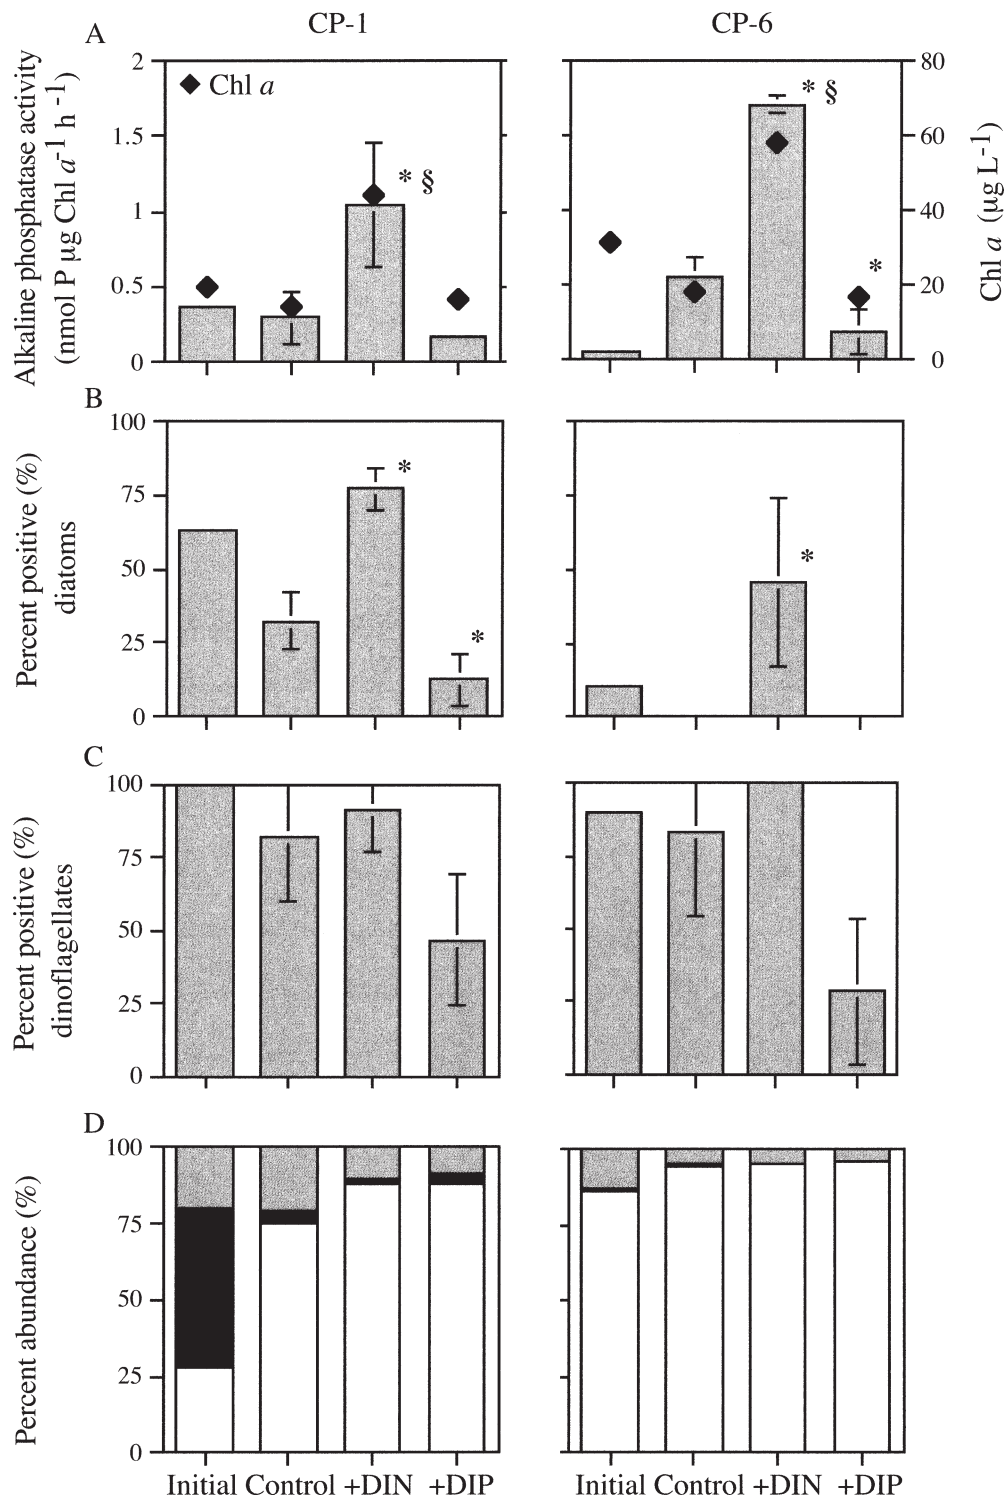 A CP-1 CP-6
Alkaline phosphatase activity
(nmol P µg Chl a⁻¹ h ⁻¹)
2
1.5
1
0.5
0
◆ Chl a
* §
* §
*
80
60
40
20
0
Chl a (µg L⁻¹)
B
Percent positive (%)
diatoms
100
75
50
25
0
*
*
*
C
Percent positive (%)
dinoflagellates
100
75
50
25
0
D
Percent abundance (%)
100
75
50
25
0
Initial Control +DIN +DIP
Initial Control +DIN +DIP